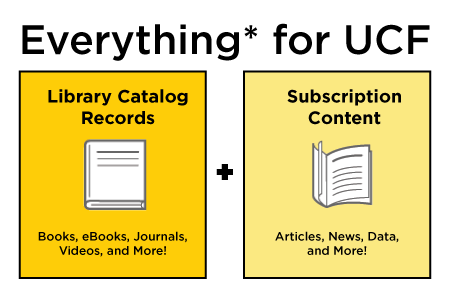 Everything* for UCF
Library Catalog
Records
Books, eBooks, Journals,
Videos, and More!
+
Subscription
Content
Articles, News, Data,
and More!